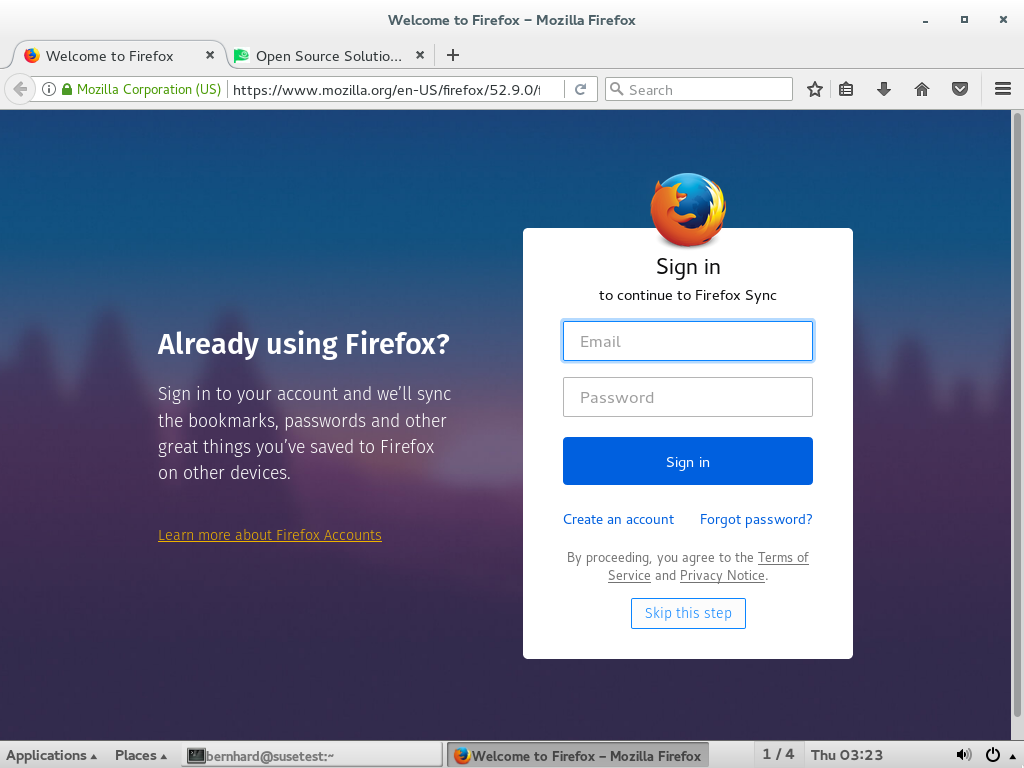 Welcome to Firefox – Mozilla Firefox
Welcome to Firefox
Open Source Solutio...
Mozilla Corporation (US)
https://www.mozilla.org/en-US/firefox/52.9.0/f
Search
Sign in
to continue to Firefox Sync
Email
Password
Sign in
Create an account
Forgot password?
By proceeding, you agree to the Terms of
Service and Privacy Notice.
Skip this step
Already using Firefox?
Sign in to your account and we’ll sync
the bookmarks, passwords and other
great things you’ve saved to Firefox
on other devices.
Learn more about Firefox Accounts
Applications
Places
bernhard@susetest:~
Welcome to Firefox – Mozilla Firefox
1 / 4
Thu 03:23